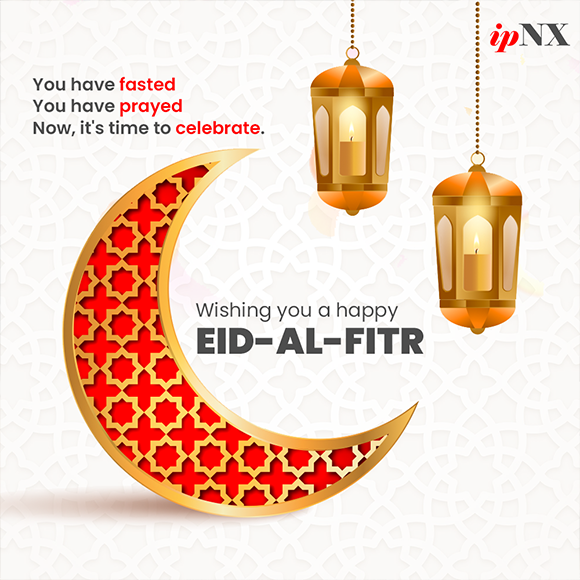 ipNX
You have fasted
You have prayed
Now, it's time to celebrate.
Wishing you a happy
EID-AL-FITR